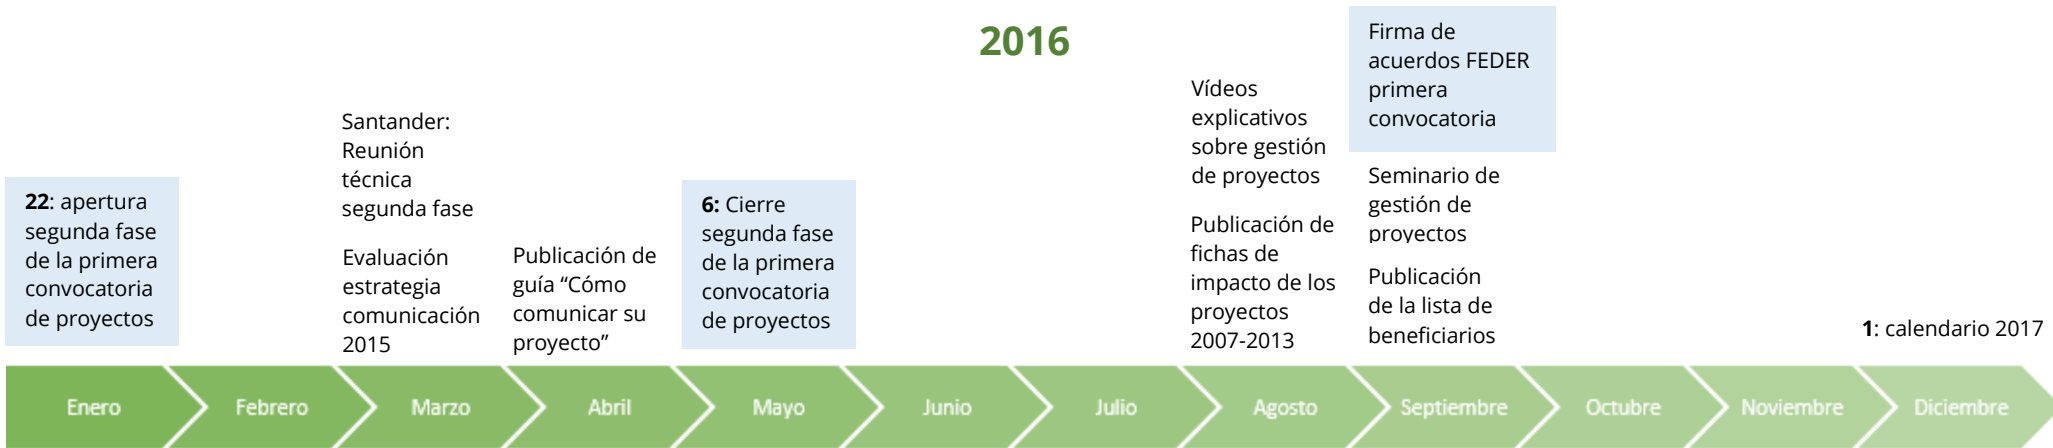 2016
22: apertura
segunda fase
de la primera
convocatoria
de proyectos
Santander:
Reunión
técnica
segunda fase
Evaluación
estrategia
comunicación
2015
Publicación de
guía “Cómo
comunicar su
proyecto”
6: Cierre
segunda fase
de la primera
convocatoria
de proyectos
Vídeos
explicativos
sobre gestión
de proyectos
Publicación de
fichas de
impacto de los
proyectos
2007-2013
Firma de
acuerdos FEDER
primera
convocatoria
Seminario de
gestión de
proyectos
Publicación
de la lista de
beneficiarios
1: calendario 2017
Enero Febrero Marzo Abril Mayo Junio Julio Agosto Septiembre Octubre Noviembre Diciembre